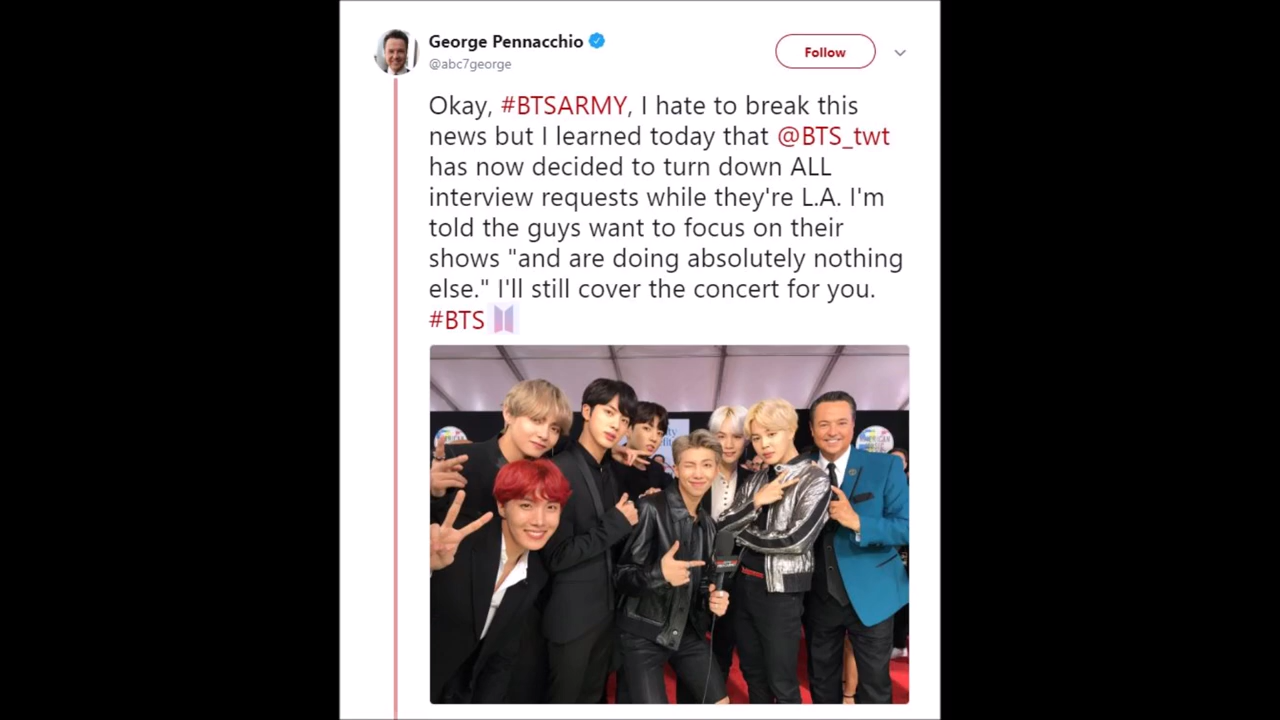 George Pennacchio
@abc7george
Follow
Okay, #BTSARMY, I hate to break this
news but I learned today that @BTS_twt
has now decided to turn down ALL
interview requests while they're L.A. I'm
told the guys want to focus on their
shows "and are doing absolutely nothing
else." I'll still cover the concert for you.
#BTS